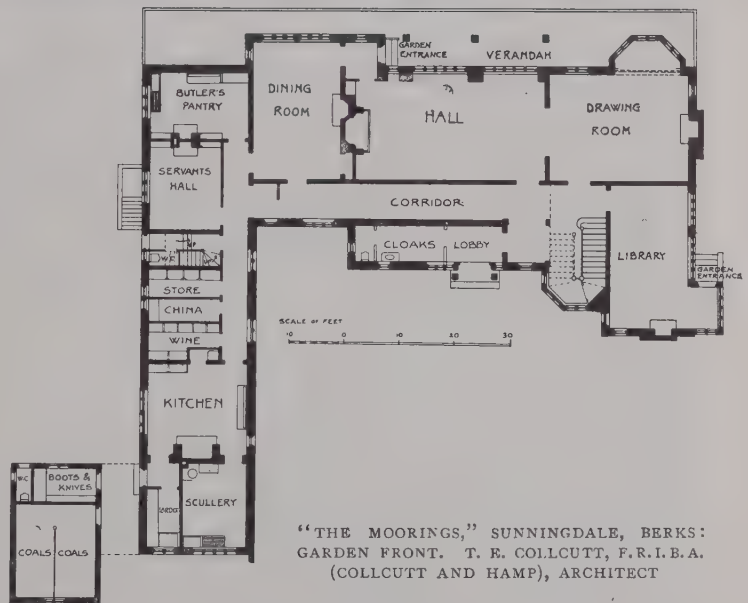 GARDEN
ENTRANCE
VERANDAH
BUTLER'S
PANTRY
DINING
ROOM
HALL
DRAWING
ROOM
SERVANTS
HALL
CORRIDOR
UP
W.C
CLOAKS
LOBBY
LIBRARY
GARDEN
ENTRANCE
STORE
CHINA
WINE
SCALE OF FEET
10 0 10 20 30
KITCHEN
SCULLERY
W.C
BOOTS &
KNIVES
COALS
COALS
"THE MOORINGS," SUNNINGDALE, BERKS:
GARDEN FRONT. T. E. COLLCUTT, F.R.I.B.A.
(COLLCUTT AND HAMP), ARCHITECT